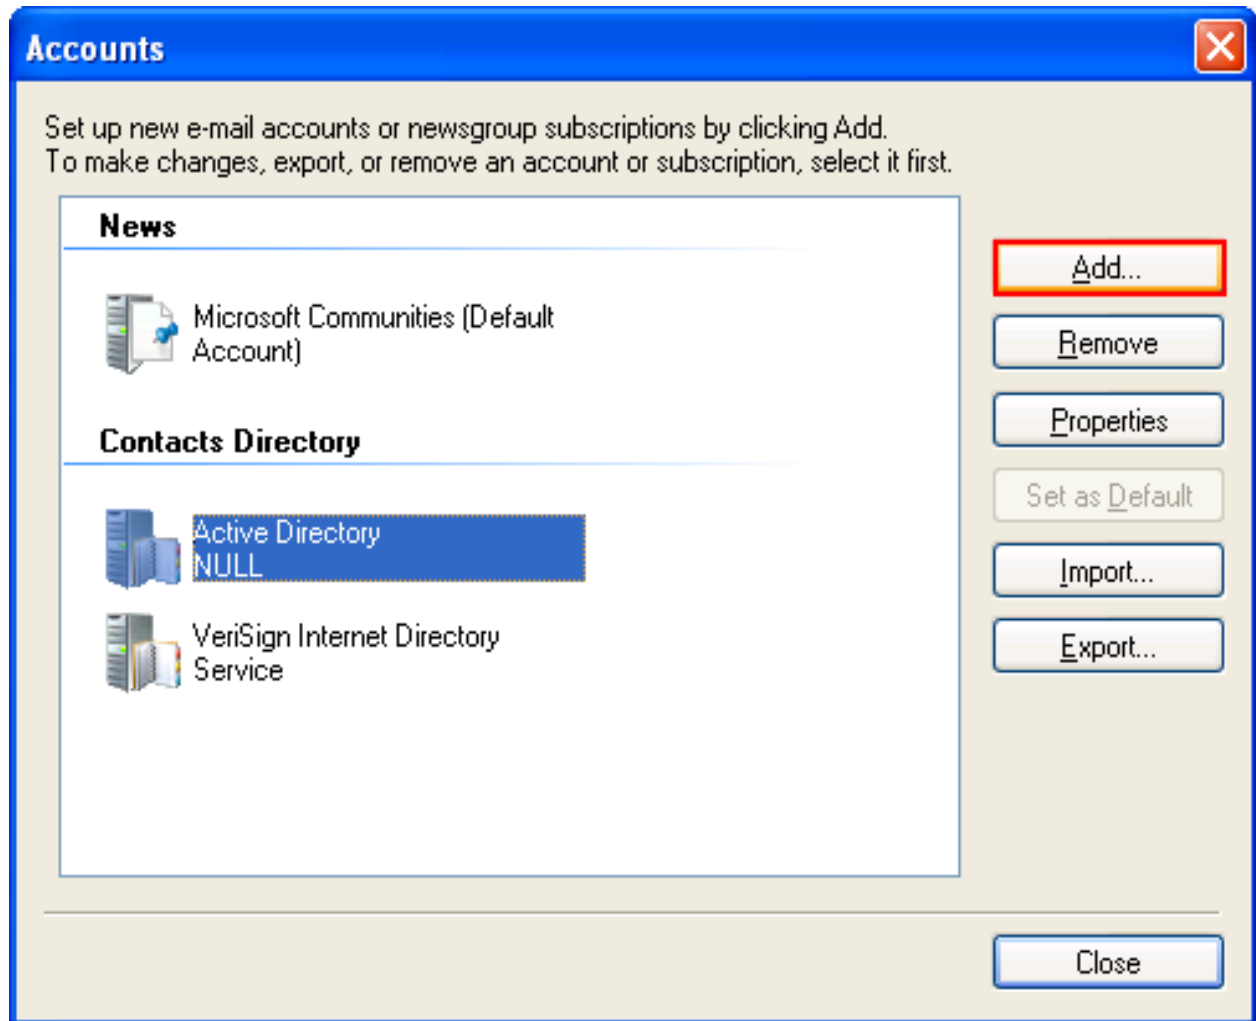 Accounts
Set up new e-mail accounts or newsgroup subscriptions by clicking Add.
To make changes, export, or remove an account or subscription, select it first.
News
Microsoft Communities (Default
Account)
Contacts Directory
Active Directory
NULL
VeriSign Internet Directory
Service
Add...
Remove
Properties
Set as Default
Import...
Export...
Close